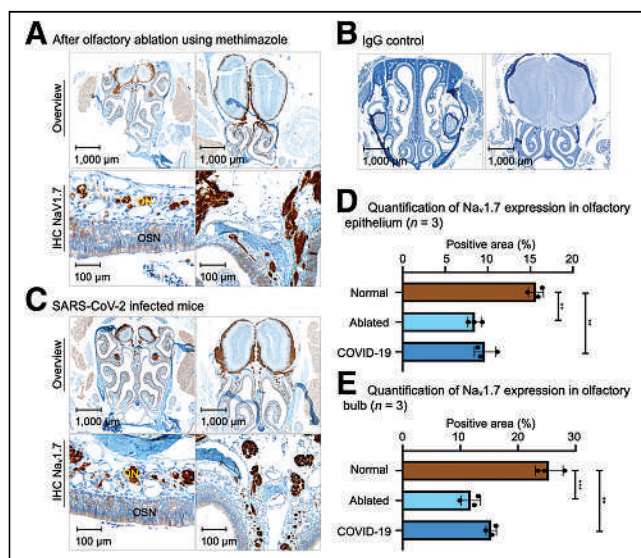 A After olfactory ablation using methimazole
Overview
1,000 µm
1,000 µm
IHC NaV1.7
ON
OSN
100 µm
100 µm
B IgG control
1,000 µm
1,000 µm
C SARS-CoV-2 infected mice
Overview
1,000 µm
1,000 µm
IHC Naᵥ1.7
ON
OSN
100 µm
100 µm
D Quantification of Naᵥ1.7 expression in olfactory
epithelium (n = 3)
Positive area (%)
0 5 10 15 20
Normal
Ablated
COVID-19
**
**
E Quantification of Naᵥ1.7 expression in olfactory
bulb (n = 3)
Positive area (%)
0 10 20 30
Normal
Ablated
COVID-19
***
**